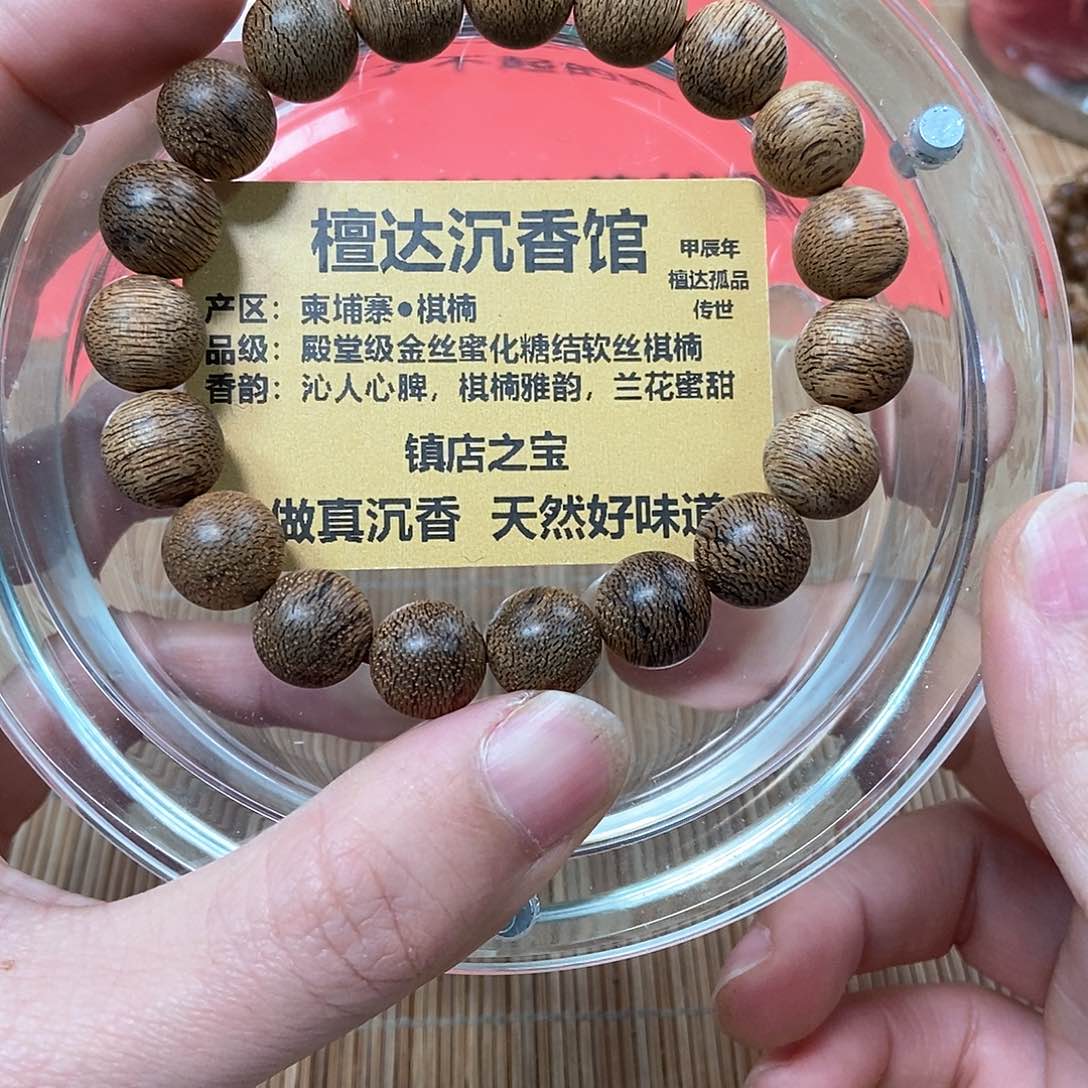 檀达沉香馆
甲辰年
檀达孤品
传世
产区：柬埔寨•棋楠
品级：殿堂级金丝蜜化糖结软丝棋楠
香韵：沁人心脾，棋楠雅韵，兰花蜜甜
镇店之宝
做真沉香 天然好味道